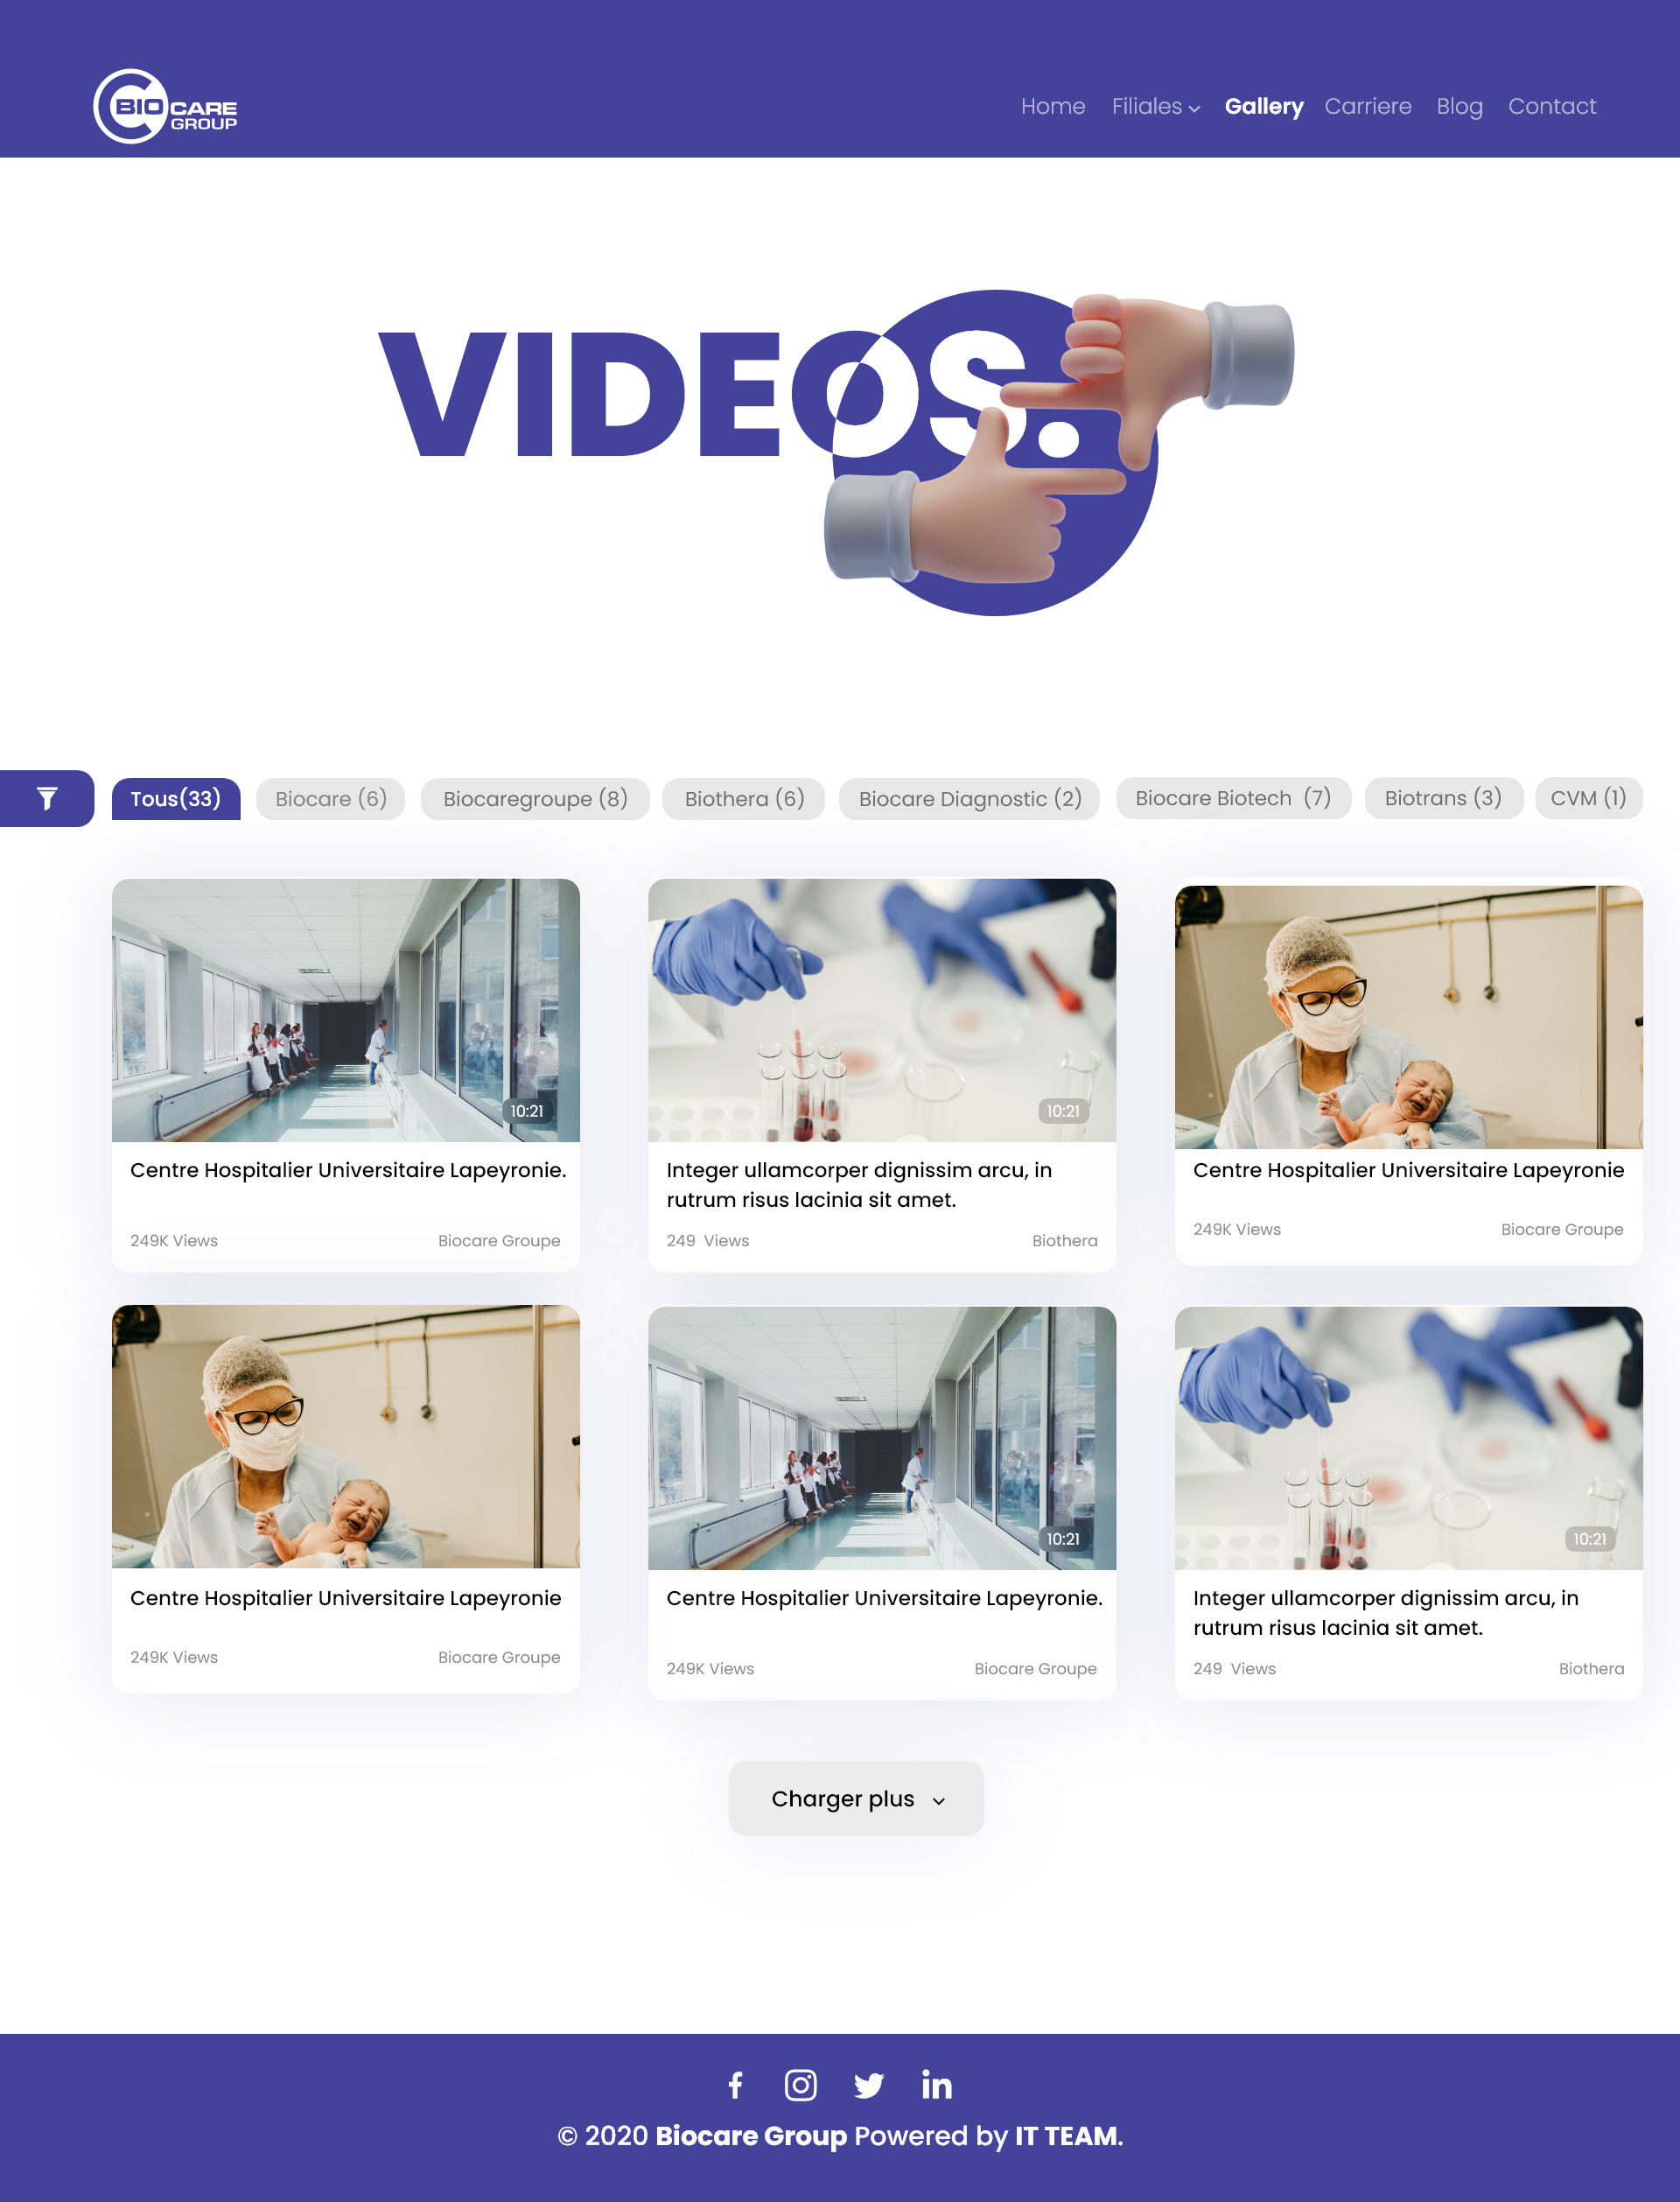 BIO CARE
GROUP
Home Filiales Gallery Carriere Blog Contact
VIDEOS.
Tous(33) Biocare (6) Biocaregroupe (8) Biothera (6) Biocare Diagnostic (2) Biocare Biotech (7) Biotrans (3) CVM (1)
10:21
Centre Hospitalier Universitaire Lapeyronie.
249K Views Biocare Groupe
10:21
Integer ullamcorper dignissim arcu, in
rutrum risus lacinia sit amet.
249 Views Biothera
Centre Hospitalier Universitaire Lapeyronie
249K Views Biocare Groupe
Centre Hospitalier Universitaire Lapeyronie
249K Views Biocare Groupe
10:21
Centre Hospitalier Universitaire Lapeyronie.
249K Views Biocare Groupe
10:21
Integer ullamcorper dignissim arcu, in
rutrum risus lacinia sit amet.
249 Views Biothera
Charger plus
© 2020 Biocare Group Powered by IT TEAM.